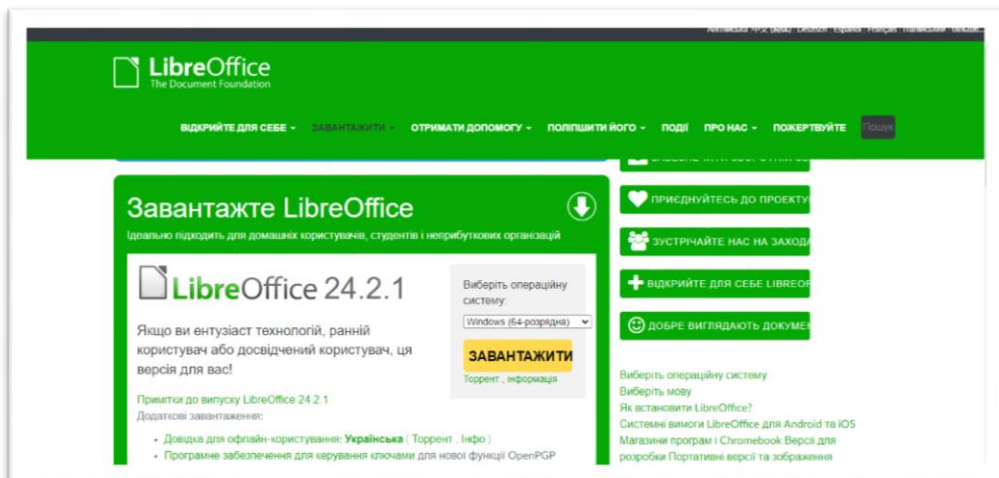 Deutsch Español Français
LibreOffice
The Document Foundation
ВІДКРИЙТЕ ДЛЯ СЕБЕ ЗАВАНТАЖИТИ ОТРИМАТИ ДОПОМОГУ ПОЛІПШИТИ ЙОГО ПОДІЇ ПРО НАС ПОЖЕРТВУЙТЕ Пошук
Завантажте LibreOffice
Ідеально підходить для домашніх користувачів, студентів і неприбуткових організацій
LibreOffice 24.2.1
Якщо ви ентузіаст технологій, ранній
користувач або досвідчений користувач, ця
версія для вас!
Примітки до випуску LibreOffice 24.2.1
Додаткові завантаження:
• Довідка для офлайн-користування: Українська ( Торрент . Інфо )
• Програмне забезпечення для керування ключами для нової функції OpenPGP
Виберіть операційну
систему:
Windows (64-розрядна)
ЗАВАНТАЖИТИ
Торрент , інформація
ПРИЄДНУЙТЕСЬ ДО ПРОЕКТУ
ЗУСТРІЧАЙТЕ НАС НА ЗАХОДА
ВІДКРИЙТЕ ДЛЯ СЕБЕ LIBREOF
ДОБРЕ ВИГЛЯДАЮТЬ ДОКУМЕ
Виберіть операційну систему
Виберіть мову
Як встановити LibreOffice?
Системні вимоги LibreOffice для Android та iOS
Магазини програм і Chromebook Версії для
розробки Портативні версії та зображення